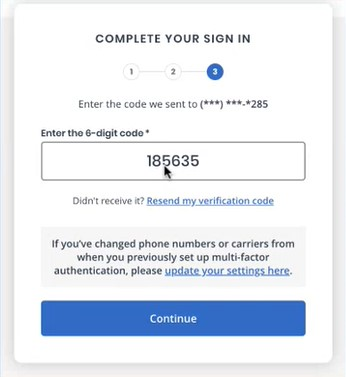 COMPLETE YOUR SIGN IN
1 2 3
Enter the code we sent to (***) ***-*285
Enter the 6-digit code *
185635
Didn't receive it? Resend my verification code
If you've changed phone numbers or carriers from
when you previously set up multi-factor
authentication, please update your settings here.
Continue